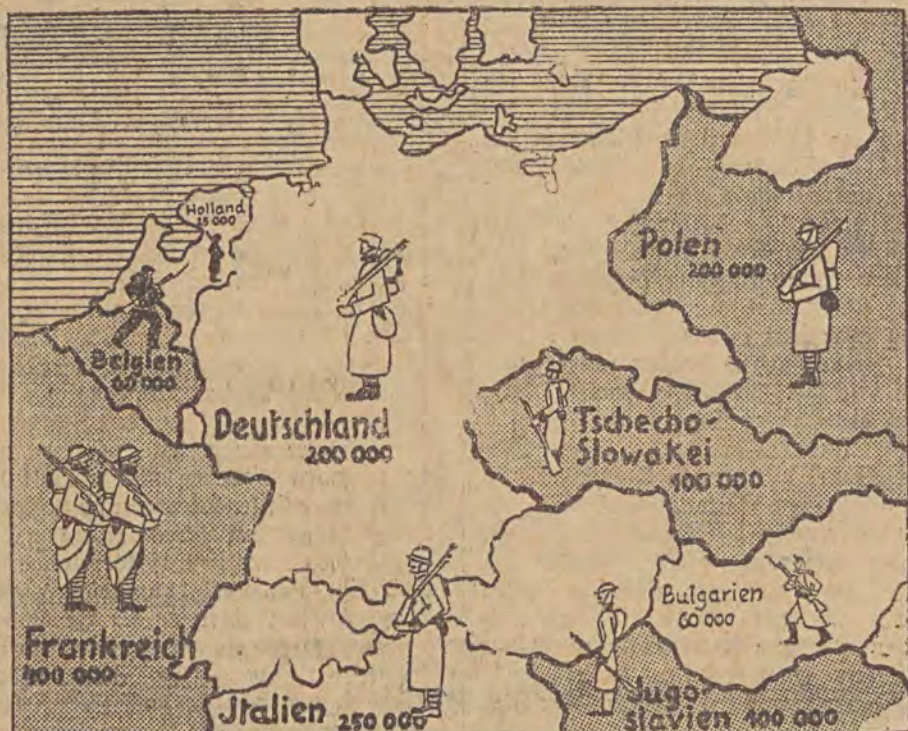 Holland
25 000
Polen
200 000
Belgien
60 000
Deutschland
200 000
Tschecho-
Slowakei
100 000
Bulgarien
60 000
Frankreich
400 000
Jtalien 250 000
Jugo-
slavien 100 000